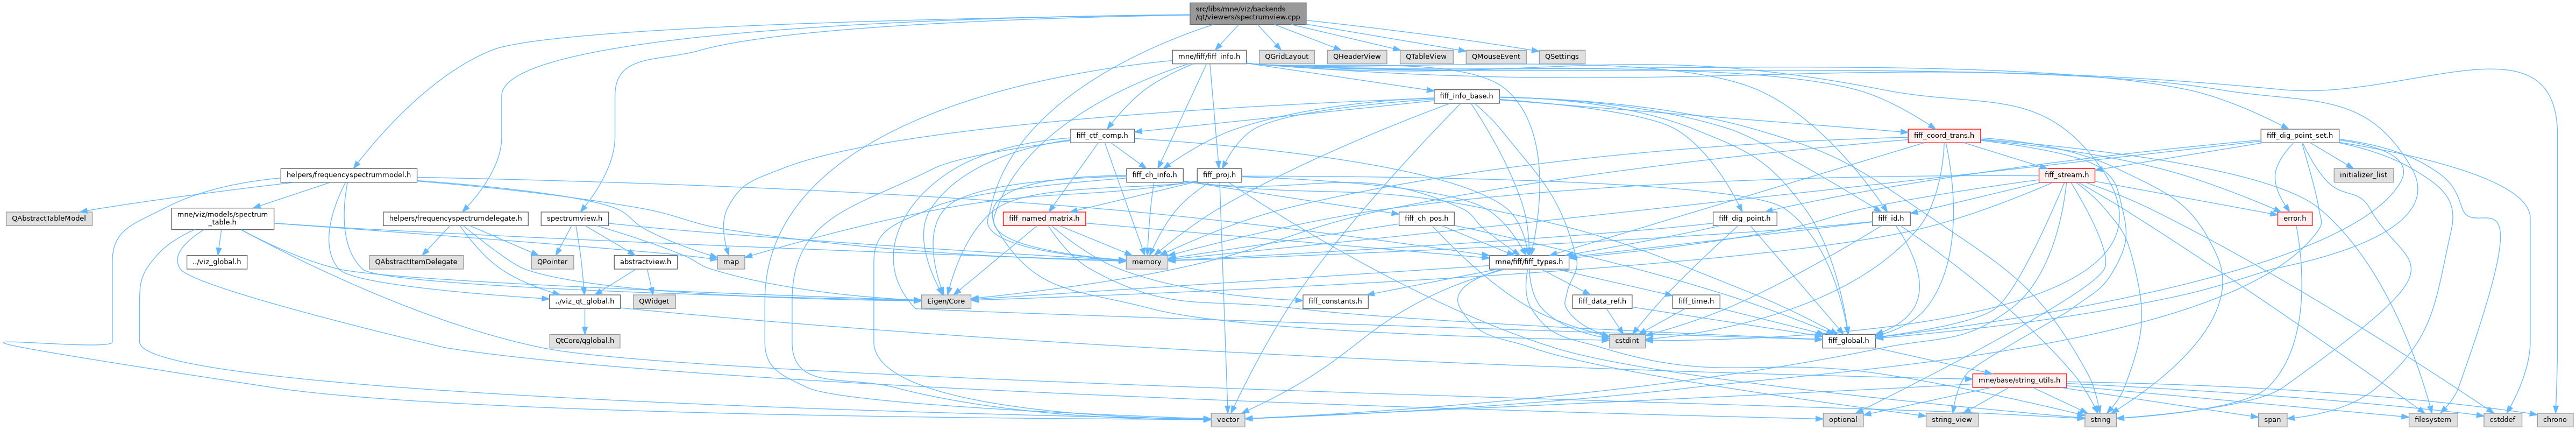 src/libs/mne/viz/backends
/qt/viewers/spectrumview.cpp
mne/fiff/fiff_info.h
QGridLayout
QHeaderView
QTableView
QMouseEvent
QSettings
fiff_info_base.h
fiff_ctf_comp.h
fiff_coord_trans.h
fiff_dig_point_set.h
helpers/frequencyspectrummodel.h
fiff_ch_info.h
fiff_proj.h
fiff_stream.h
initializer_list
QAbstractTableModel
mne/viz/models/spectrum
_table.h
helpers/frequencyspectrumdelegate.h
spectrumview.h
fiff_named_matrix.h
fiff_ch_pos.h
fiff_dig_point.h
fiff_id.h
error.h
../viz_global.h
QAbstractItemDelegate
QPointer
abstractview.h
map
memory
mne/fiff/fiff_types.h
../viz_qt_global.h
QWidget
Eigen/Core
fiff_constants.h
fiff_data_ref.h
fiff_time.h
QtCore/qglobal.h
cstdint
fiff_global.h
mne/base/string_utils.h
vector
optional
string_view
string
span
filesystem
cstddef
chrono